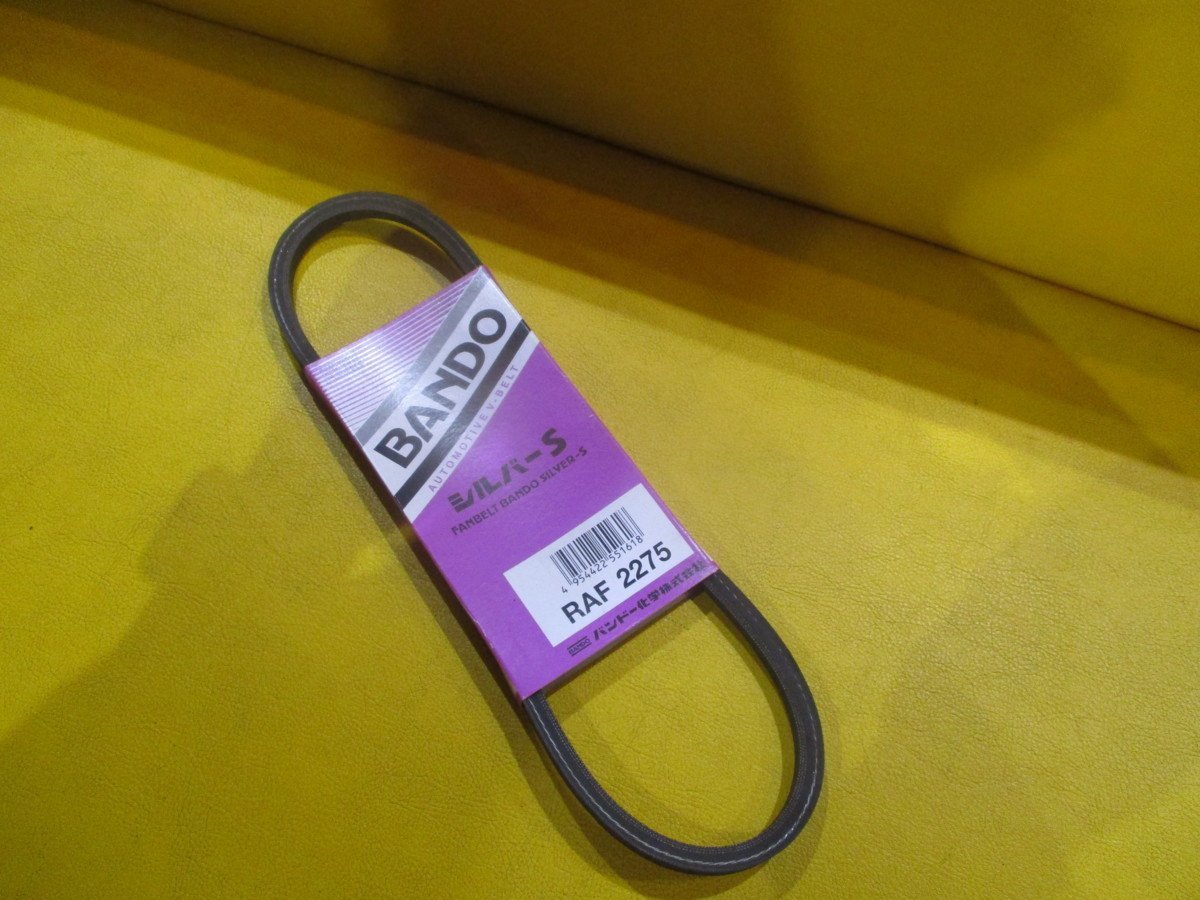 BANDO
AUTOMOTIVE V-BELT
シルバーS
FANBELT BANDO SILVER-S
4 954422 551618
RAF 2275
BANDO バンドー化学株式会社